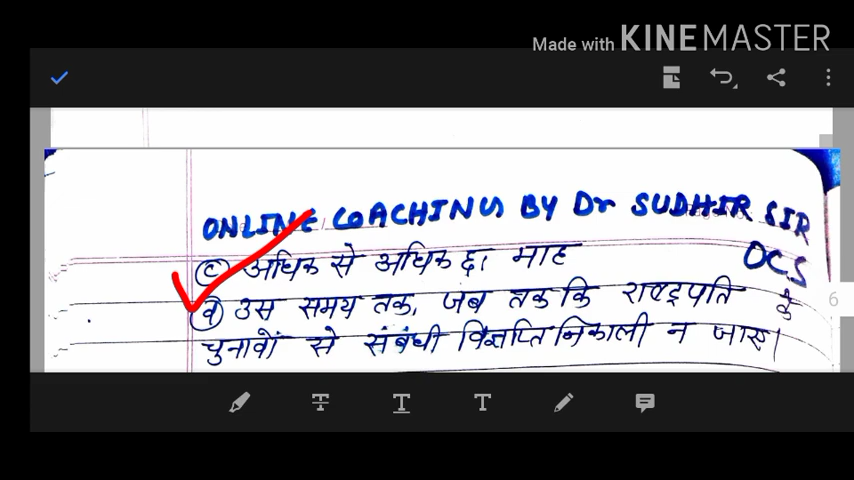 Made with KINEMASTER
ONLINE COACHING BY Dr SUDHIR SIR
OCS
(c) अधिक से अधिक छः माह
(d) उस समय तक, जब तक कि राष्ट्रपति के
चुनावों से संबंधी विज्ञप्ति निकाली न जाए।
6